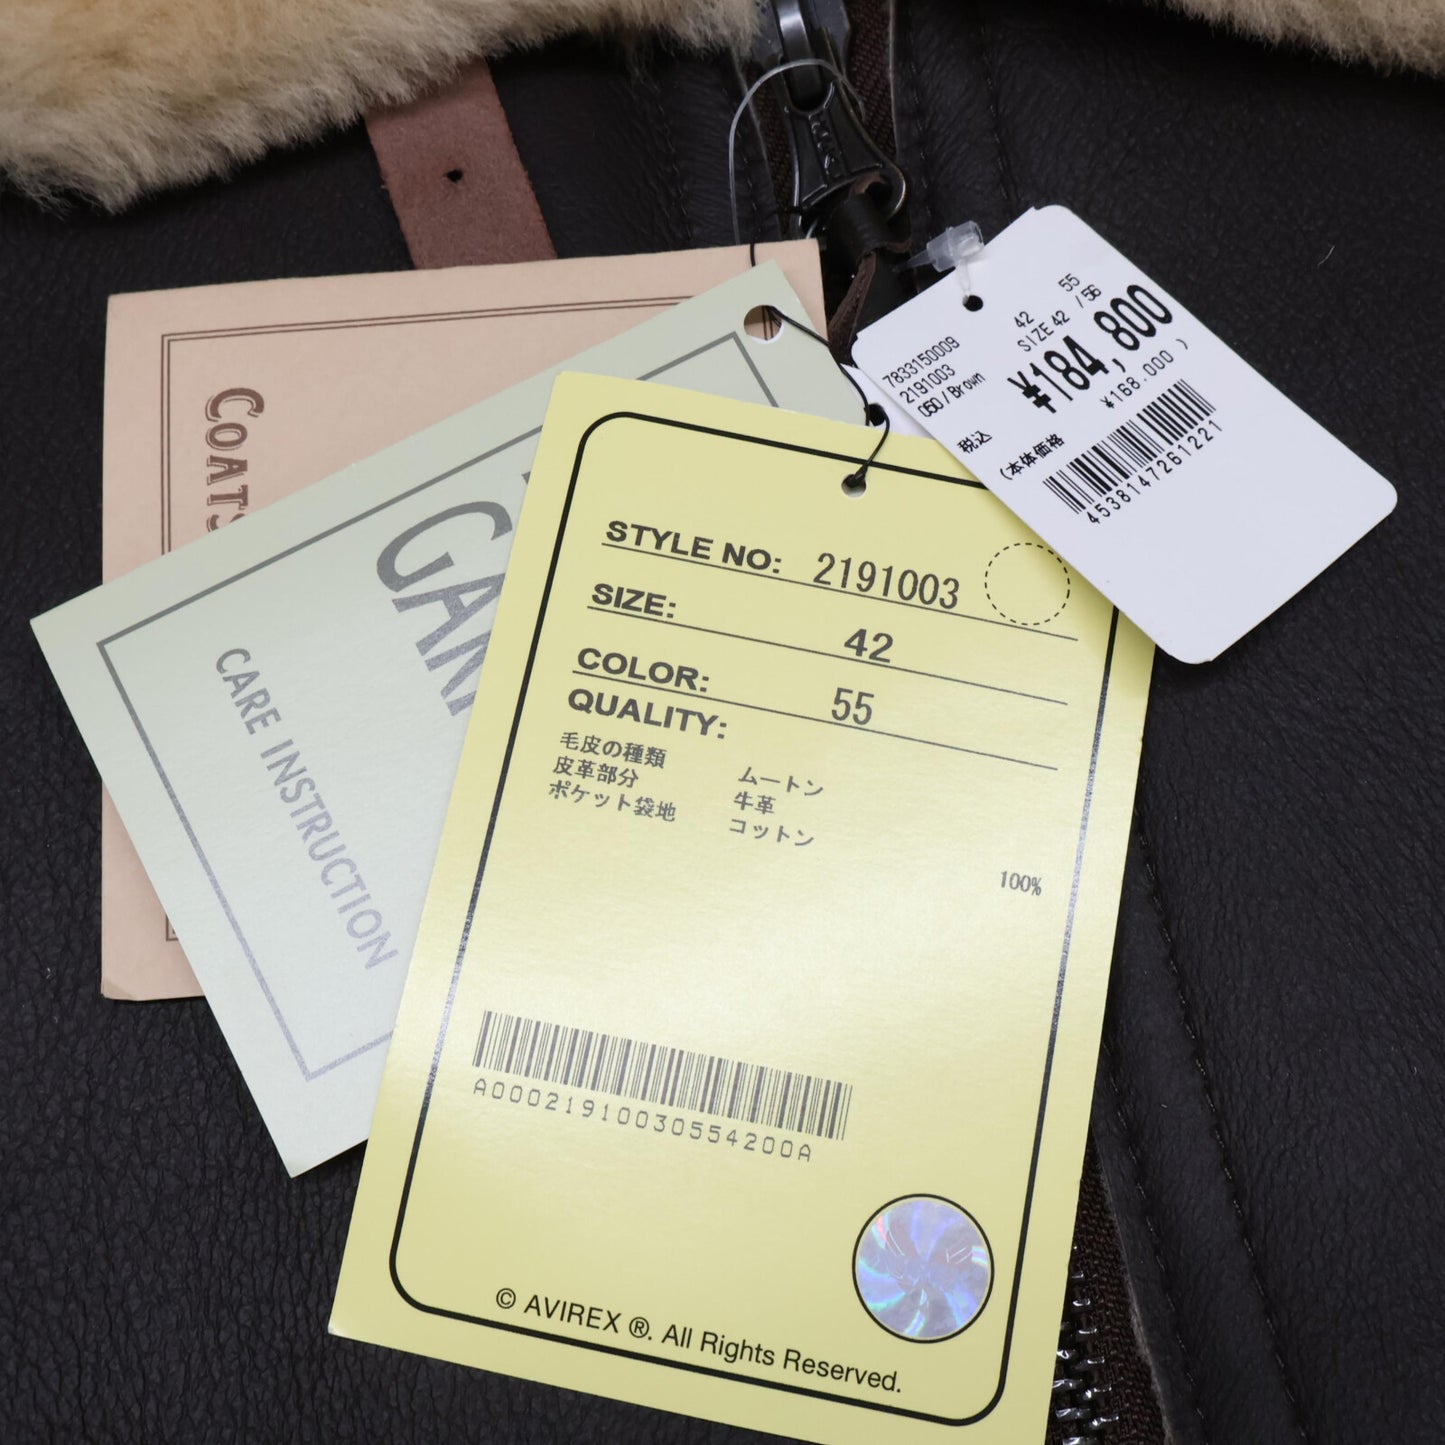 COATS
CARE INSTRUCTION
STYLE NO: 2191003
SIZE: 42
COLOR: 55
QUALITY:
毛皮の種類 ムートン
皮革部分 牛革
ポケット袋地 コットン
100%
A00021910030554200A
© AVIREX ®. All Rights Reserved.
7833150009
2191003
050/Brown
42 55
SIZE 42 /56
税込 ¥184,800
(本体価格 ¥168.000 )
4538147261221